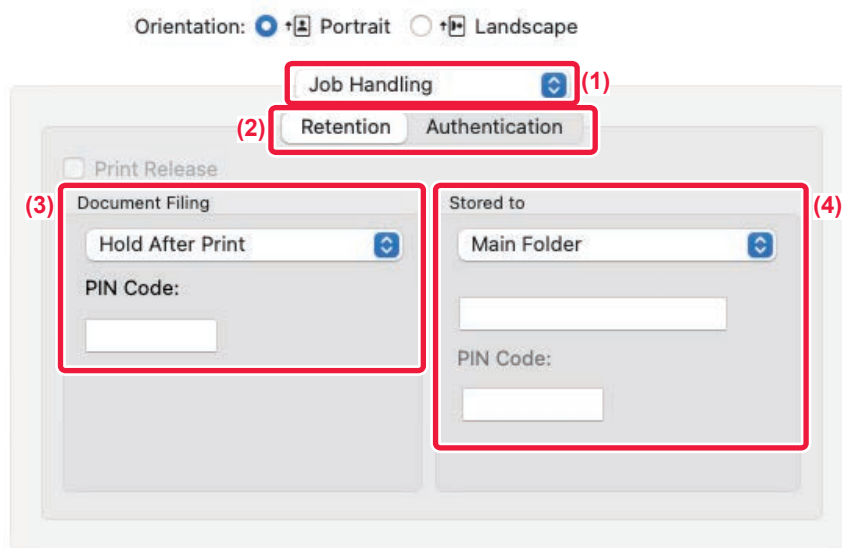 Orientation: Portrait Landscape
Job Handling (1)
(2) Retention Authentication
Print Release
(3) Document Filing Stored to (4)
Hold After Print Main Folder
PIN Code:
PIN Code: